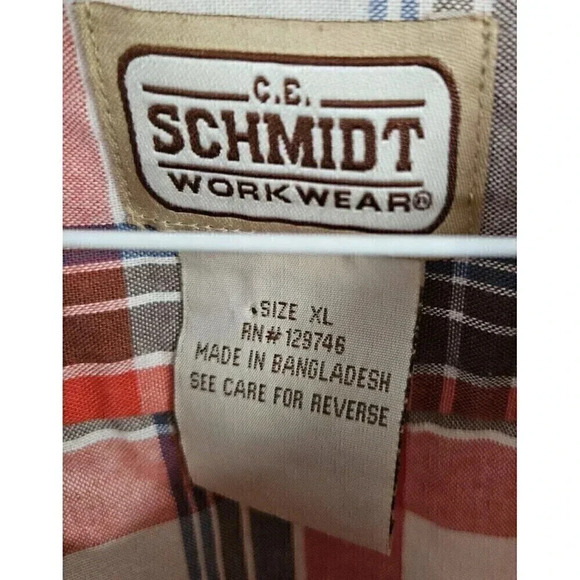 C.E.
SCHMIDT
WORKWEAR®
SIZE XL
RN#129746
MADE IN BANGLADESH
SEE CARE FOR REVERSE